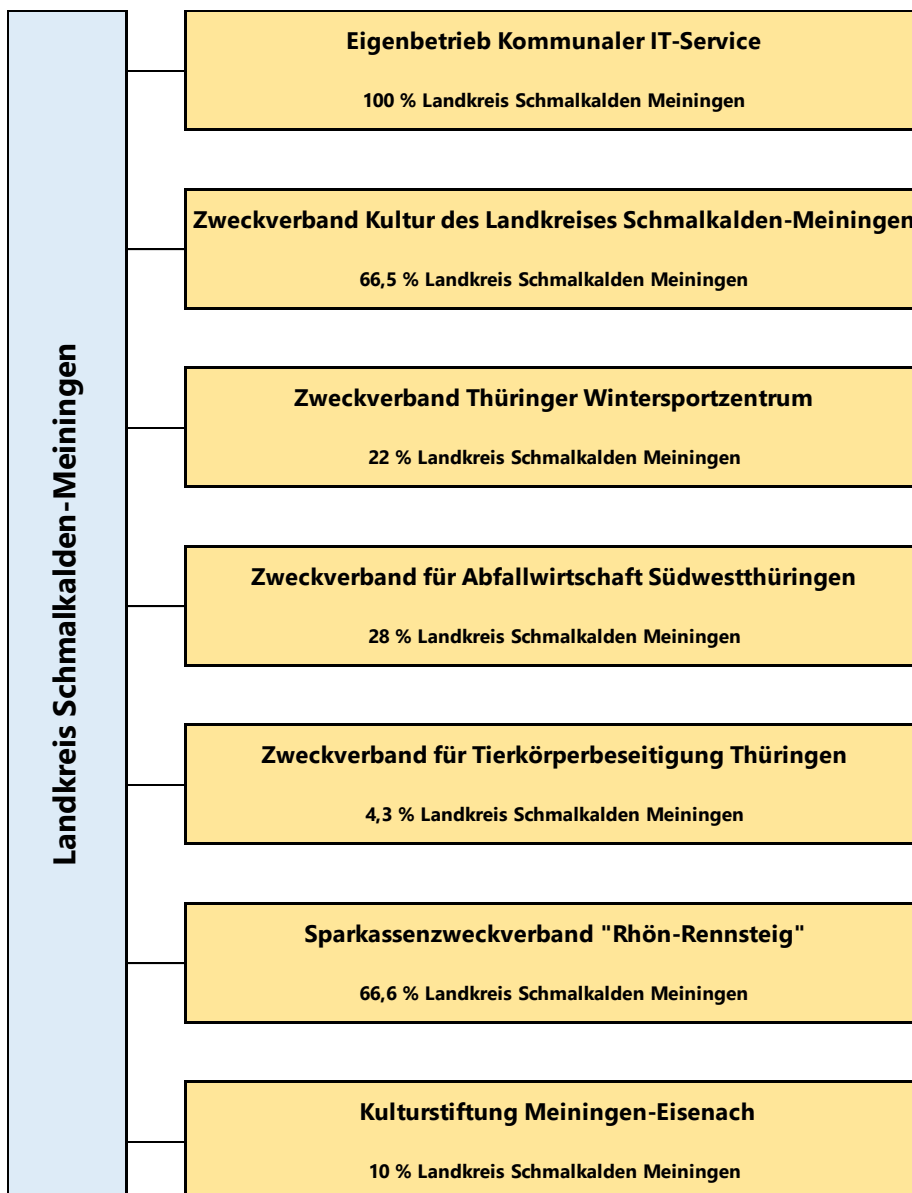 Landkreis Schmalkalden-Meiningen
Eigenbetrieb Kommunaler IT-Service
100 % Landkreis Schmalkalden Meiningen
Zweckverband Kultur des Landkreises Schmalkalden-Meiningen
66,5 % Landkreis Schmalkalden Meiningen
Zweckverband Thüringer Wintersportzentrum
22 % Landkreis Schmalkalden Meiningen
Zweckverband für Abfallwirtschaft Südwestthüringen
28 % Landkreis Schmalkalden Meiningen
Zweckverband für Tierkörperbeseitigung Thüringen
4,3 % Landkreis Schmalkalden Meiningen
Sparkassenzweckverband "Rhön-Rennsteig"
66,6 % Landkreis Schmalkalden Meiningen
Kulturstiftung Meiningen-Eisenach
10 % Landkreis Schmalkalden Meiningen